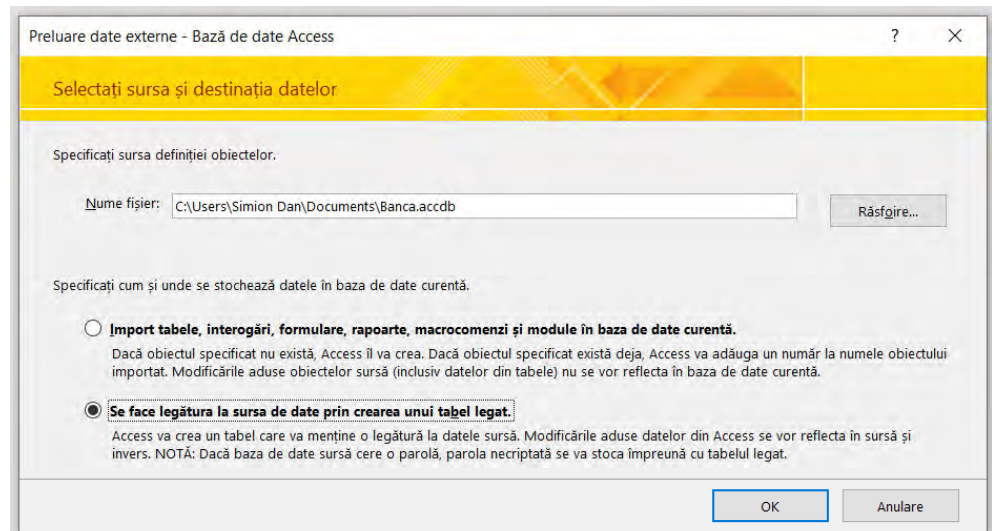 Preluare date externe - Bază de date Access ? ✕
Selectați sursa și destinația datelor
Specificați sursa definiției obiectelor.
Nume fișier: C:\Users\Simion Dan\Documents\Banca.accdb Răsfoire...
Specificați cum și unde se stochează datele în baza de date curentă.
Import tabele, interogări, formulare, rapoarte, macrocomenzi și module în baza de date curentă.
Dacă obiectul specificat nu există, Access îl va crea. Dacă obiectul specificat există deja, Access va adăuga un număr la numele obiectului
importat. Modificările aduse obiectelor sursă (inclusiv datelor din tabele) nu se vor reflecta în baza de date curentă.
Se face legătura la sursa de date prin crearea unui tabel legat.
Access va crea un tabel care va menține o legătură la datele sursă. Modificările aduse datelor din Access se vor reflecta în sursă și
invers. NOTĂ: Dacă baza de date sursă cere o parolă, parola necriptată se va stoca împreună cu tabelul legat.
OK Anulare